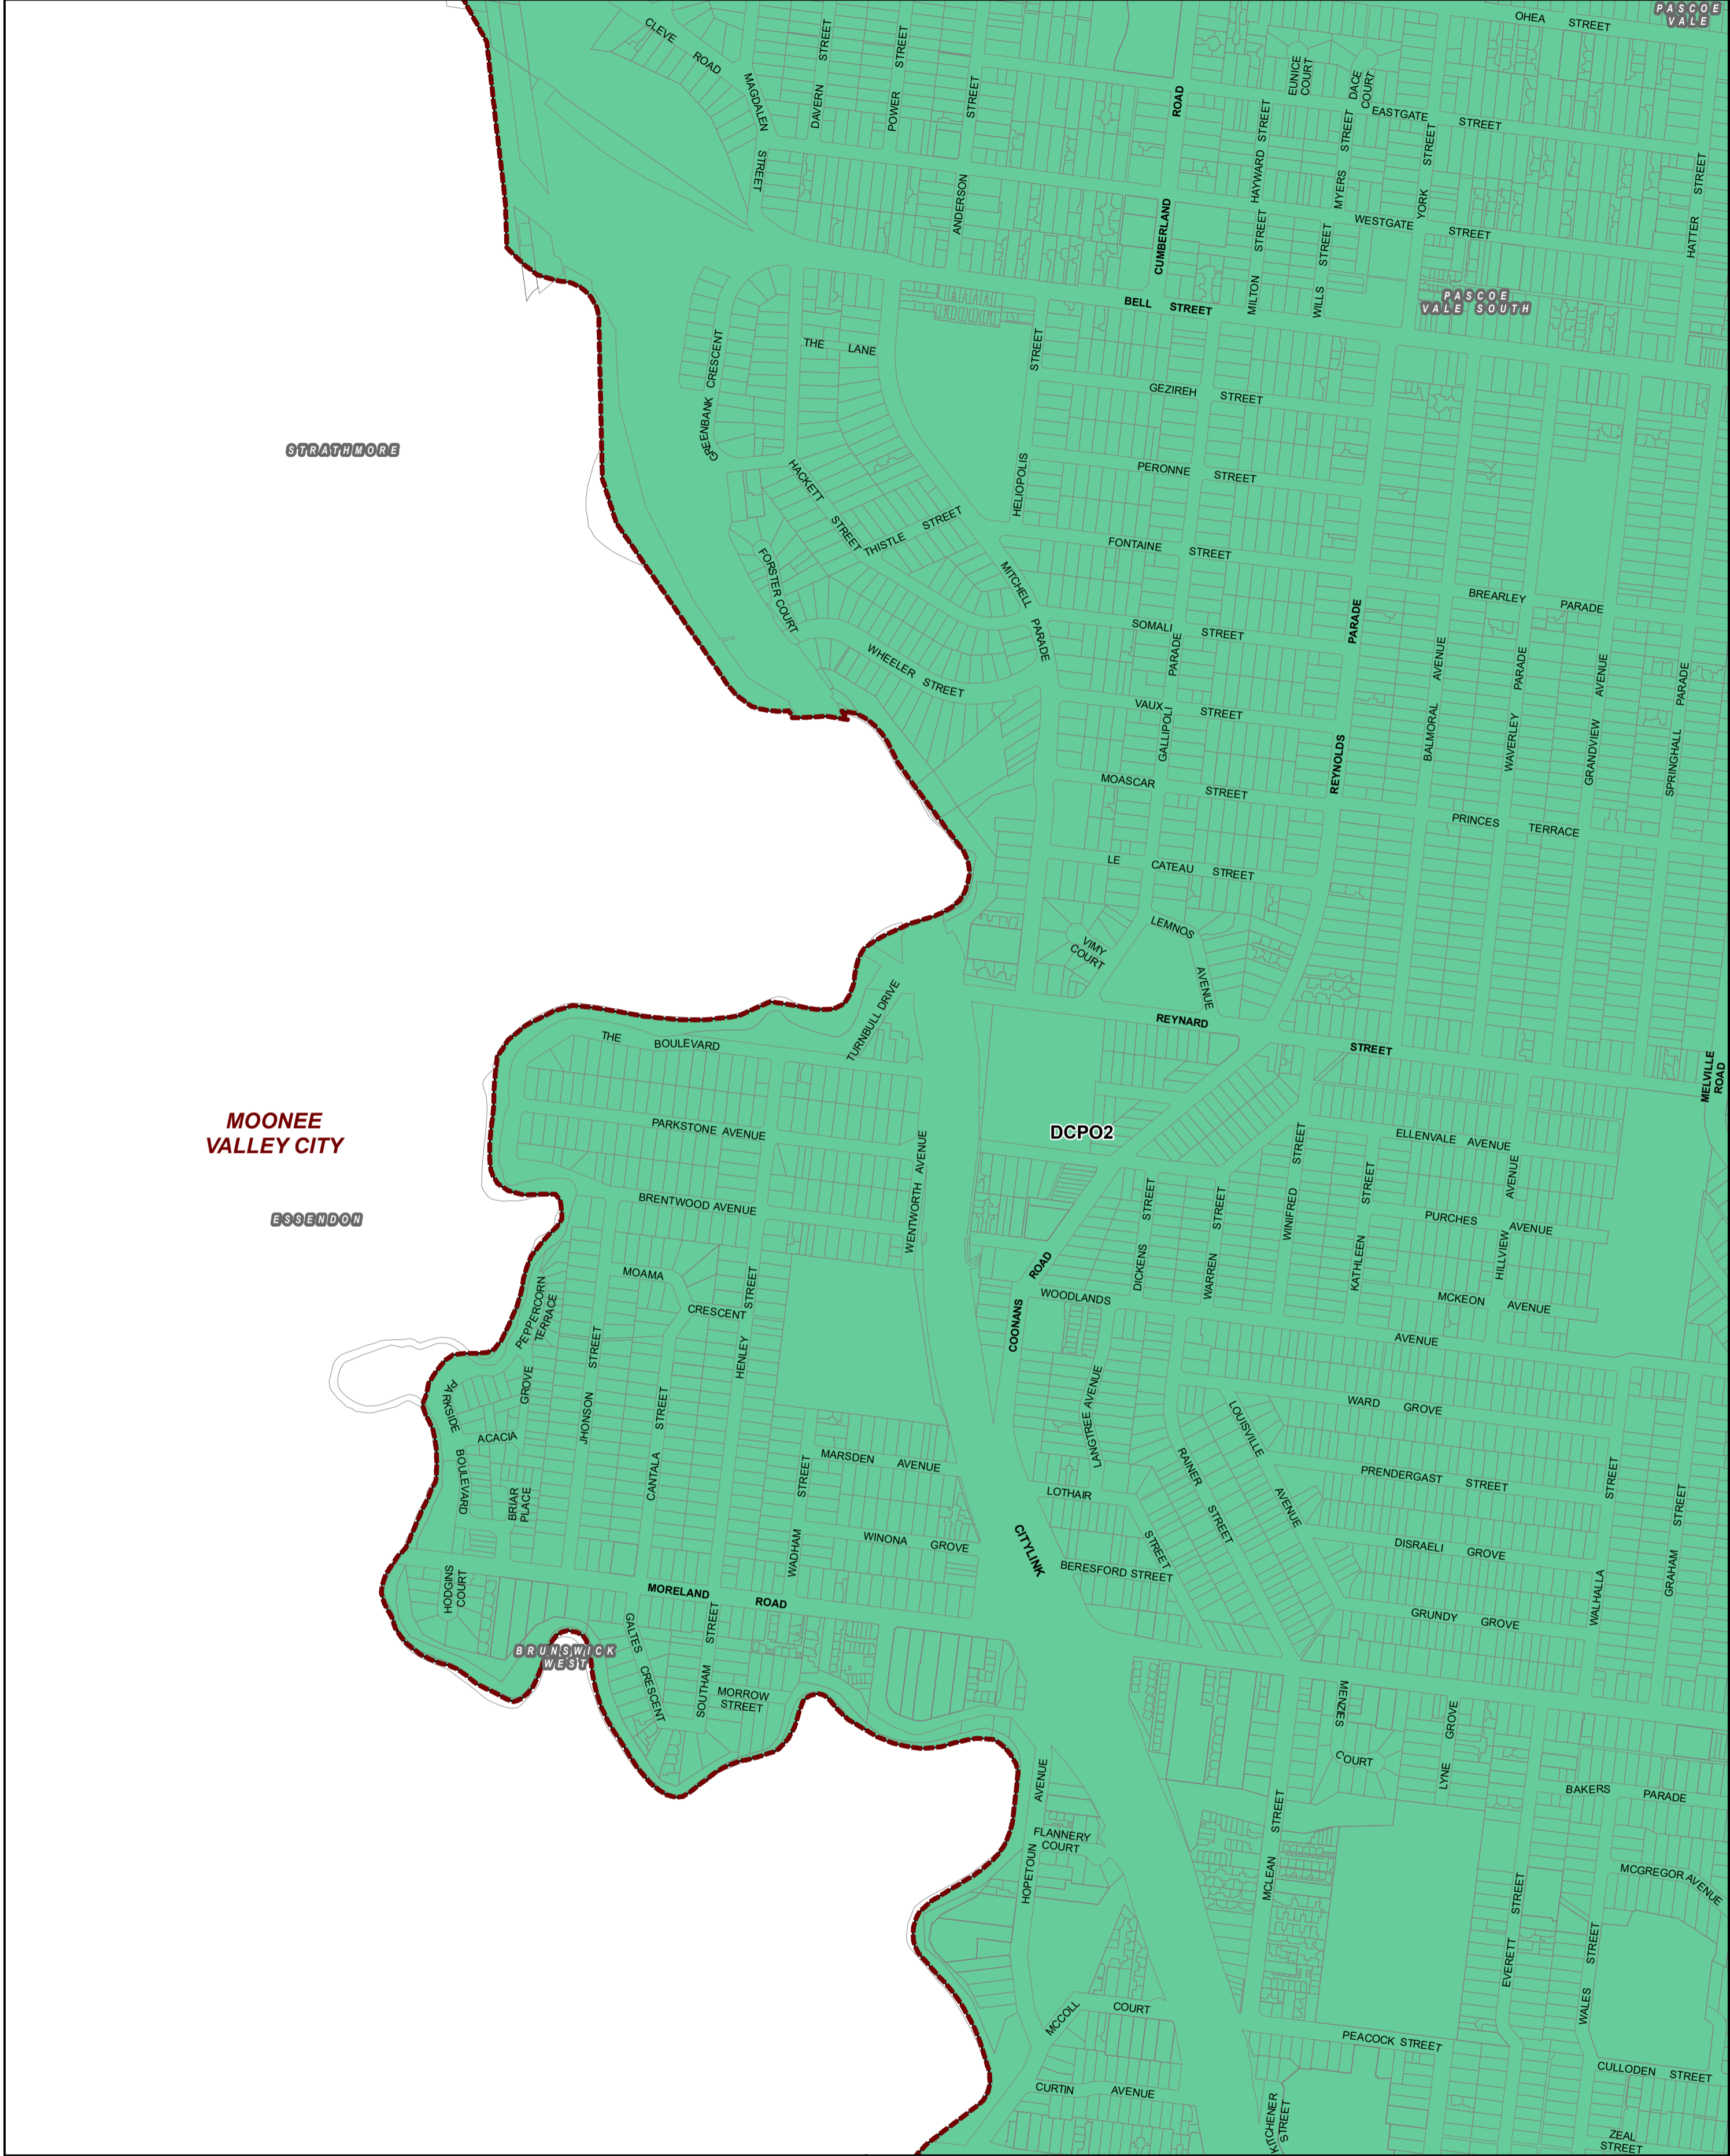 PASCOE
VALE
OHEA STREET
CLEVE ROAD
MAGDALEN STREET
DAVERN STREET
POWER STREET
ANDERSON STREET
CUMBERLAND ROAD
EUNICE
COURT
DACE
COURT
EASTGATE STREET
HAYWARD STREET
MYERS STREET
YORK STREET
HATTER STREET
WESTGATE STREET
MILTON STREET
WILLS STREET
BELL STREET
PASCOE
VALE SOUTH
GREENBANK CRESCENT
THE LANE
HELIOPOLIS STREET
GEZIREH STREET
STRATHMORE
HACKETT STREET
THISTLE STREET
PERONNE STREET
FONTAINE STREET
FORSTER COURT
MITCHELL PARADE
BREARLEY PARADE
SOMALI STREET
WHEELER STREET
GALLIPOLI PARADE
REYNOLDS PARADE
BALMORAL AVENUE
WAVERLEY PARADE
GRANDVIEW AVENUE
SPRINGHALL PARADE
VAUX STREET
MOASCAR STREET
PRINCES TERRACE
LE CATEAU STREET
LEMNOS AVENUE
VIMY
COURT
TURNBULL DRIVE
REYNARD STREET
THE BOULEVARD
MELVILLE
ROAD
MOONEE
VALLEY CITY
PARKSTONE AVENUE
DCPO2
ELLENVALE AVENUE
ESSENDON
BRENTWOOD AVENUE
WENTWORTH AVENUE
DICKENS STREET
WARREN STREET
WINIFRED STREET
KATHLEEN STREET
HILLVIEW AVENUE
PURCHES AVENUE
MOAMA CRESCENT
PEPPERCORN
TERRACE
COONANS ROAD
WOODLANDS AVENUE
MCKEON AVENUE
HENLEY STREET
JHONSON STREET
CANTALA STREET
PARKSIDE BOULEVARD
ACACIA GROVE
BRIAR
PLACE
LANGTREE AVENUE
WARD GROVE
LOUISVILLE AVENUE
RAINER STREET
MARSDEN AVENUE
WADHAM STREET
PRENDERGAST STREET
LOTHAIR STREET
WINONA GROVE
CITYLINK
BERESFORD STREET
DISRAELI GROVE
WALHALLA STREET
GRAHAM STREET
HODGINS
COURT
MORELAND ROAD
GRUNDY GROVE
BRUNSWICK
WEST
GALTES CRESCENT
SOUTHAM STREET
MORROW
STREET
MENZIES COURT
LYNE GROVE
BAKERS PARADE
HOPETOUN AVENUE
FLANNERY
COURT
MCLEAN STREET
MCGREGOR AVENUE
EVERETT STREET
WALES STREET
MCCOLL COURT
PEACOCK STREET
CULLODEN STREET
CURTIN AVENUE
KITCHENER
STREET
ZEAL
STREET